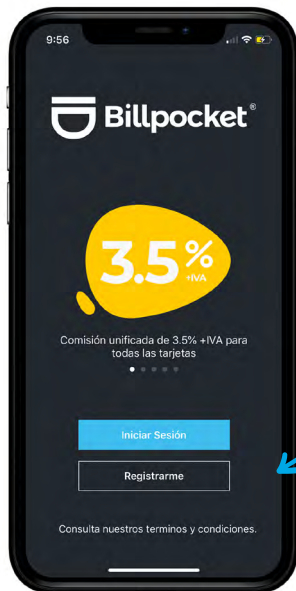 9:56
Billpocket®
3.5%
+IVA
Comisión unificada de 3.5% +IVA para
todas las tarjetas
Iniciar Sesión
Registrarme
Consulta nuestros terminos y condiciones.